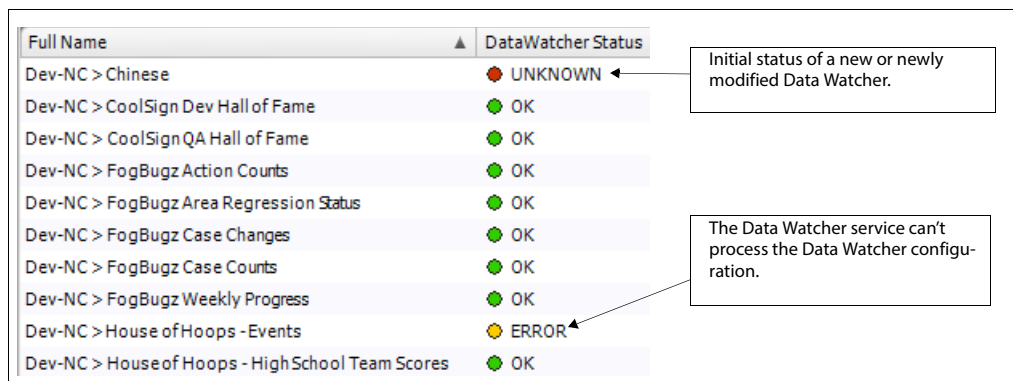 Full Name DataWatcher Status
Dev-NC > Chinese UNKNOWN
Initial status of a new or newly
modified Data Watcher.
Dev-NC > CoolSign Dev Hall of Fame OK
Dev-NC > CoolSign QA Hall of Fame OK
Dev-NC > FogBugz Action Counts OK
Dev-NC > FogBugz Area Regression Status OK
Dev-NC > FogBugz Case Changes OK
The Data Watcher service can't
process the Data Watcher configu-
ration.
Dev-NC > FogBugz Case Counts OK
Dev-NC > FogBugz Weekly Progress OK
Dev-NC > House of Hoops - Events ERROR
Dev-NC > House of Hoops - High School Team Scores OK